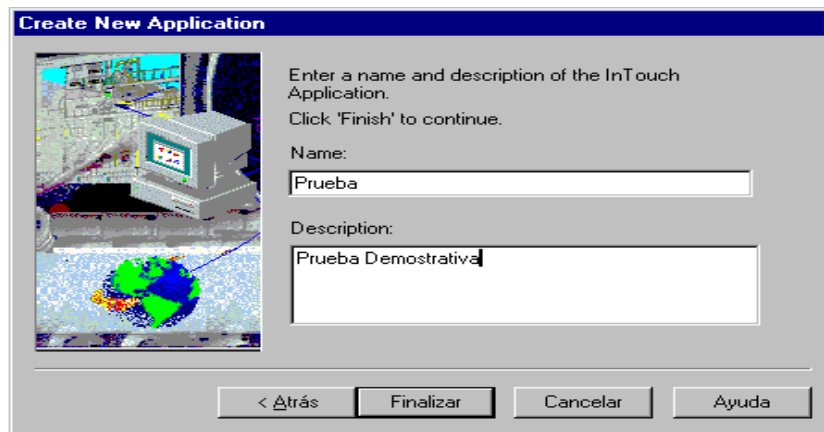 Create New Application
Enter a name and description of the InTouch
Application.
Click 'Finish' to continue.
Name:
Prueba
Description:
Prueba Demostrativa
< Atrás Finalizar Cancelar Ayuda